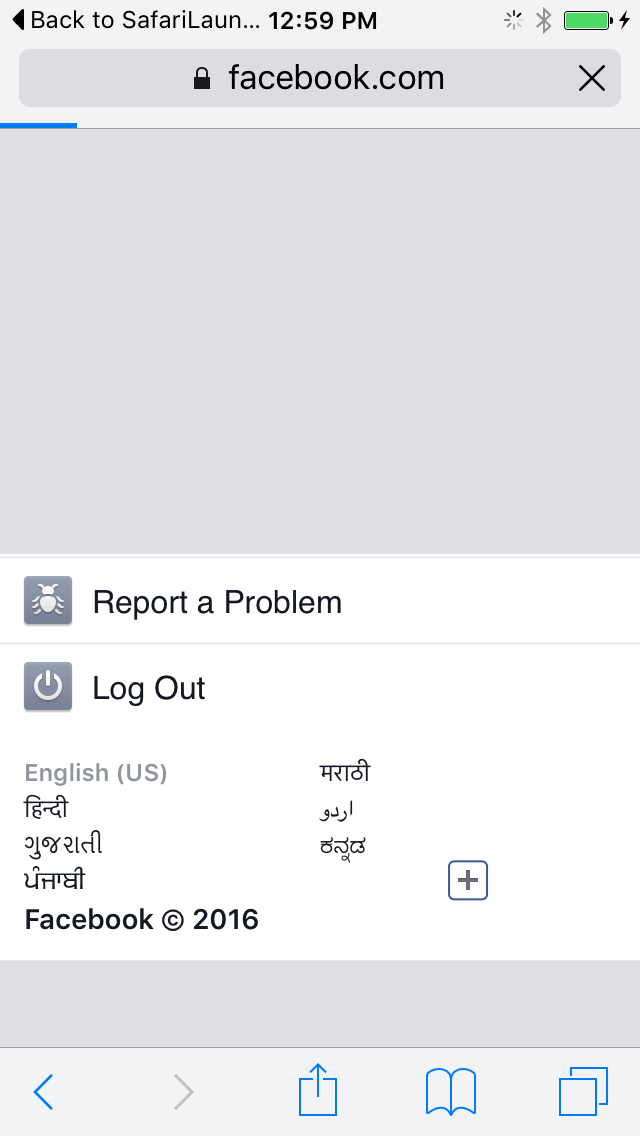 Back to SafariLaun... 12:59 PM
facebook.com
Report a Problem
Log Out
English (US) मराठी
हिन्दी اردو
ગુજરાતી ಕನ್ನಡ
ਪੰਜਾਬੀ
Facebook © 2016